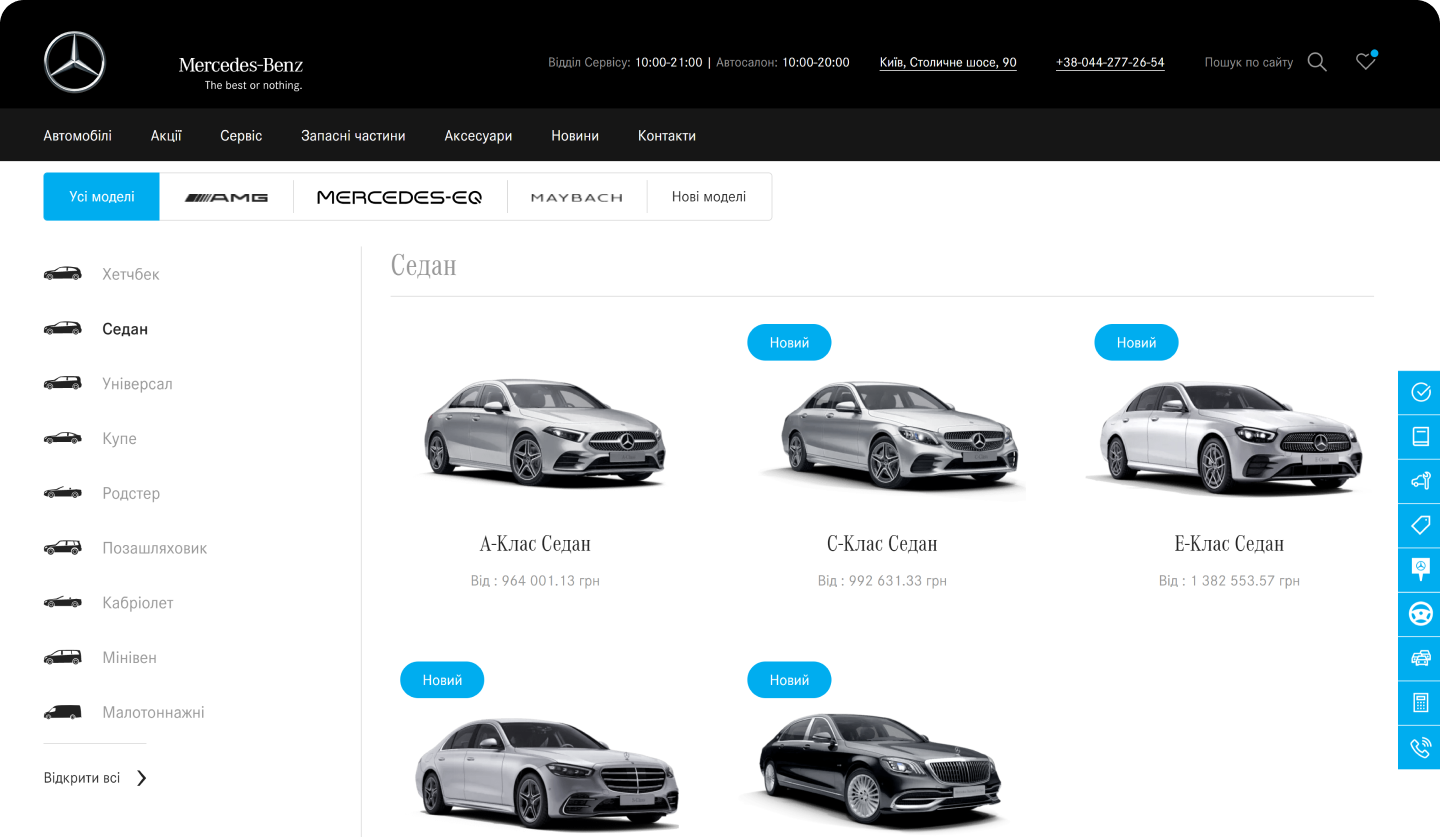 Mercedes-Benz
The best or nothing.
Відділ Сервісу: 10:00-21:00 | Автосалон: 10:00-20:00
Київ, Столичне шосе, 90
+38-044-277-26-54
Пошук по сайту
Автомобілі Акції Сервіс Запасні частини Аксесуари Новини Контакти
Усі моделі AMG MERCEDES-EQ MAYBACH Нові моделі
Хетчбек
Седан
Універсал
Купе
Родстер
Позашляховик
Кабріолет
Мінівен
Малотоннажні
Відкрити всі
Седан
Новий
Новий
A-Клас Седан
Від : 964 001.13 грн
C-Клас Седан
Від : 992 631.33 грн
E-Клас Седан
Від : 1 382 553.57 грн
Новий
Новий